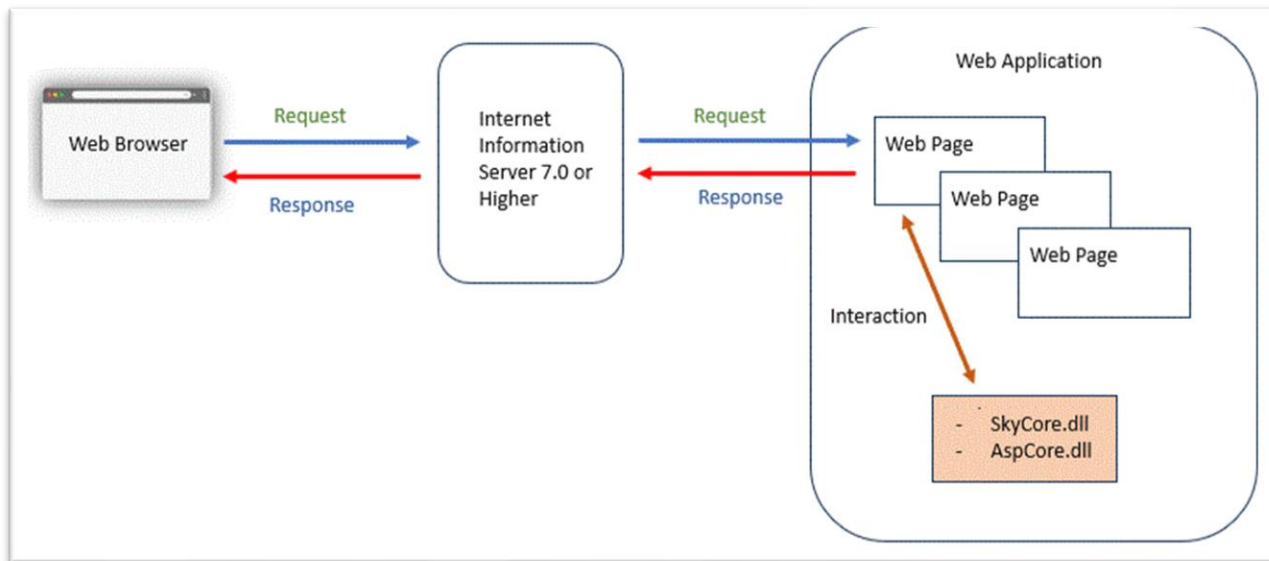 Web Application
Web Browser
Request
Response
Internet
Information
Server 7.0 or
Higher
Request
Response
Web Page
Web Page
Web Page
Interaction
- SkyCore.dll
- AspCore.dll